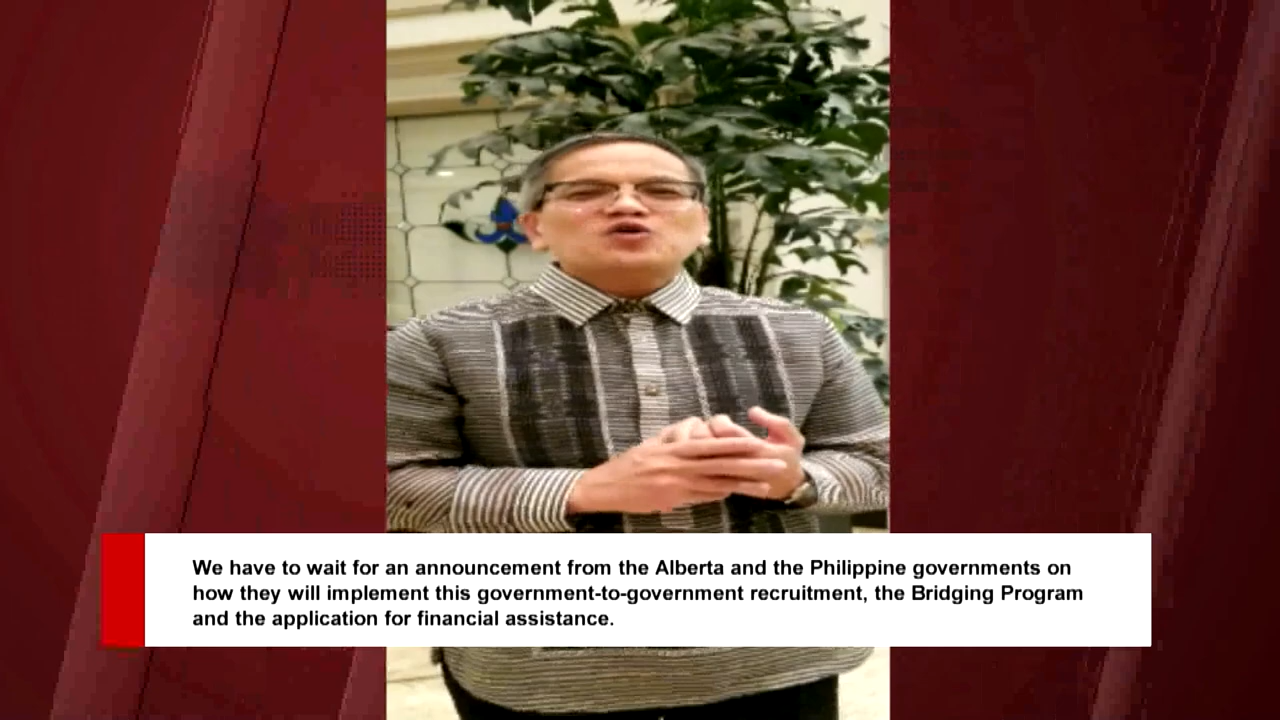 We have to wait for an announcement from the Alberta and the Philippine governments on
how they will implement this government-to-government recruitment, the Bridging Program
and the application for financial assistance.